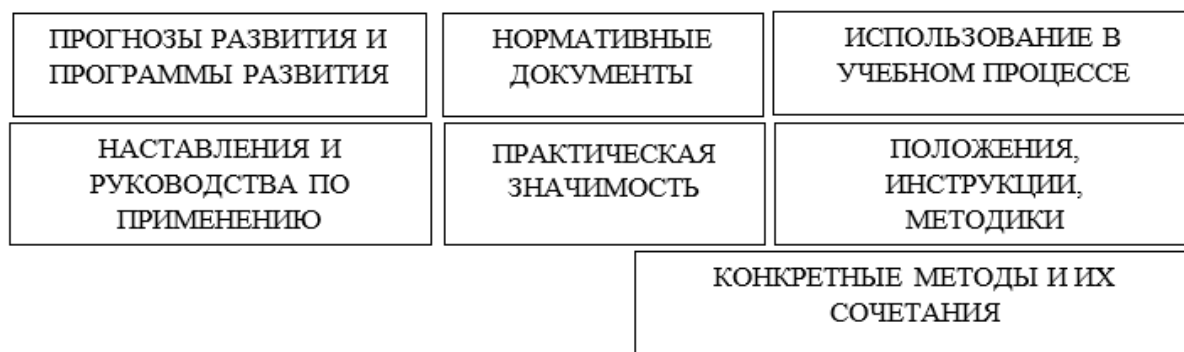 ПРОГНОЗЫ РАЗВИТИЯ И
ПРОГРАММЫ РАЗВИТИЯ
НОРМАТИВНЫЕ
ДОКУМЕНТЫ
ИСПОЛЬЗОВАНИЕ В
УЧЕБНОМ ПРОЦЕССЕ
НАСТАВЛЕНИЯ И
РУКОВОДСТВА ПО
ПРИМЕНЕНИЮ
ПРАКТИЧЕСКАЯ
ЗНАЧИМОСТЬ
ПОЛОЖЕНИЯ,
ИНСТРУКЦИИ,
МЕТОДИКИ
КОНКРЕТНЫЕ МЕТОДЫ И ИХ
СОЧЕТАНИЯ